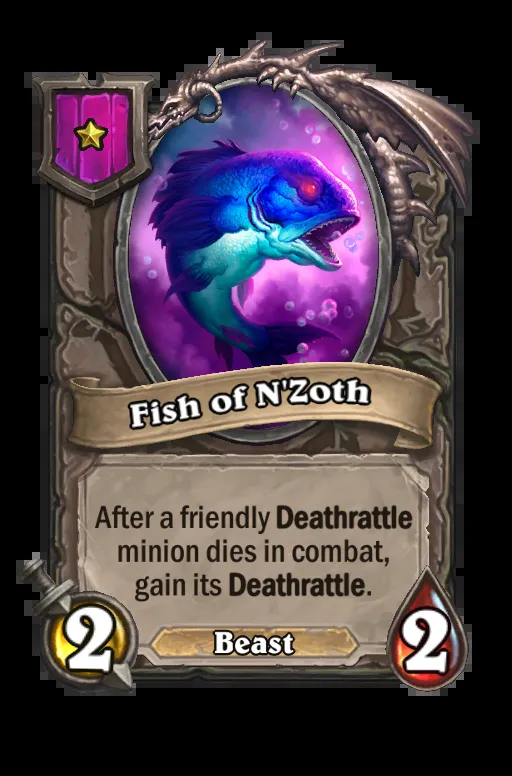 Fish of N'Zoth
After a friendly Deathrattle
minion dies in combat,
gain its Deathrattle.
2
Beast
2